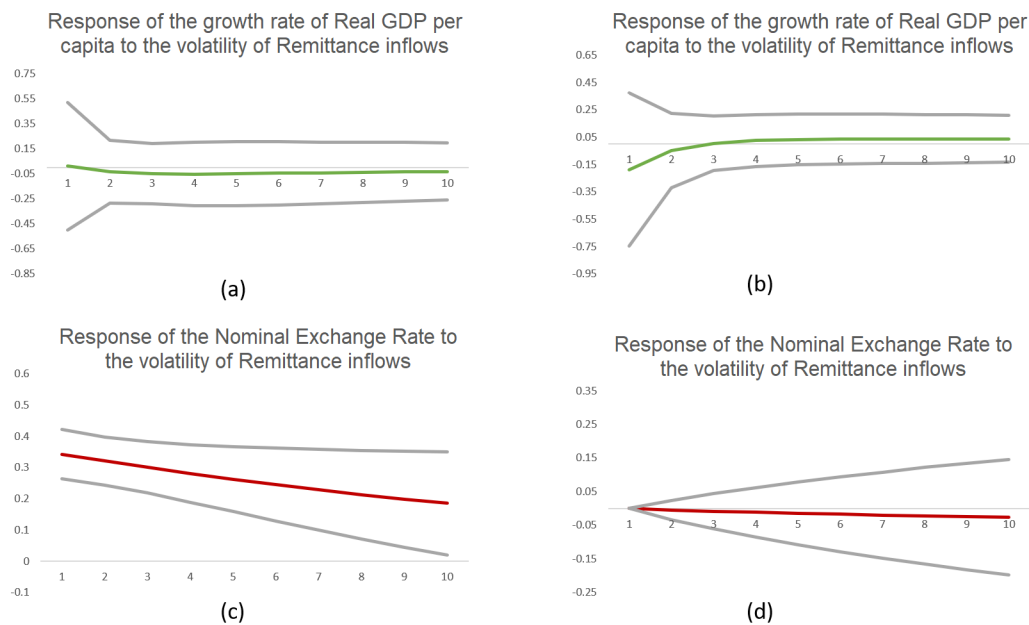 Response of the growth rate of Real GDP per
capita to the volatility of Remittance inflows
0.75
0.55
0.35
0.15
-0.05
-0.25
-0.45
-0.65
-0.85
1 2 3 4 5 6 7 8 9 10
(a)
Response of the growth rate of Real GDP per
capita to the volatility of Remittance inflows
0.65
0.45
0.25
0.05
-0.15
-0.35
-0.55
-0.75
-0.95
1 2 3 4 5 6 7 8 9 10
(b)
Response of the Nominal Exchange Rate to
the volatility of Remittance inflows
0.6
0.5
0.4
0.3
0.2
0.1
0
-0.1
1 2 3 4 5 6 7 8 9 10
(c)
Response of the Nominal Exchange Rate to
the volatility of Remittance inflows
0.35
0.25
0.15
0.05
-0.05
-0.15
-0.25
1 2 3 4 5 6 7 8 9 10
(d)